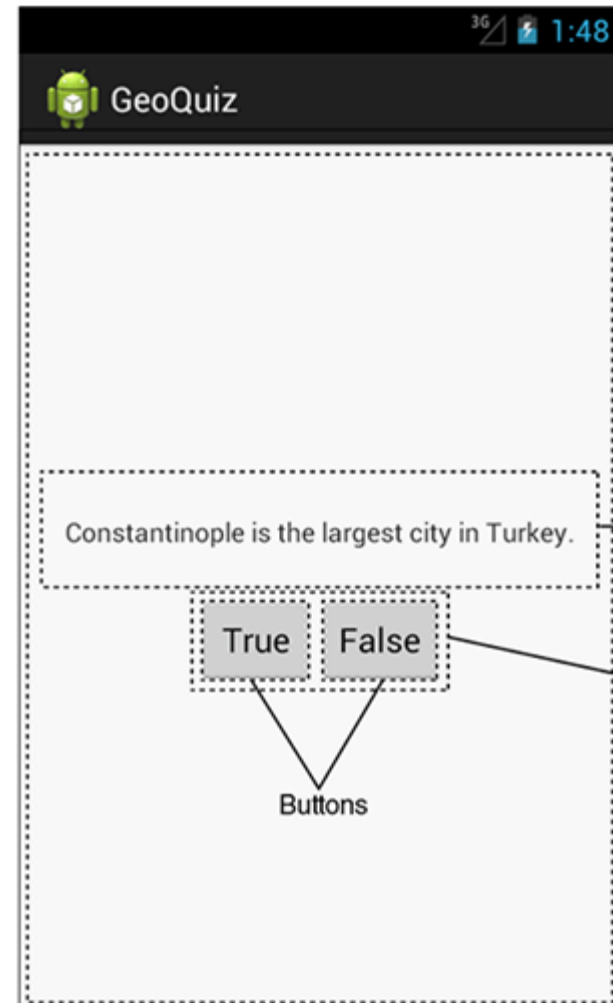 3G 1:48
GeoQuiz
Constantinople is the largest city in Turkey.
True False
Buttons